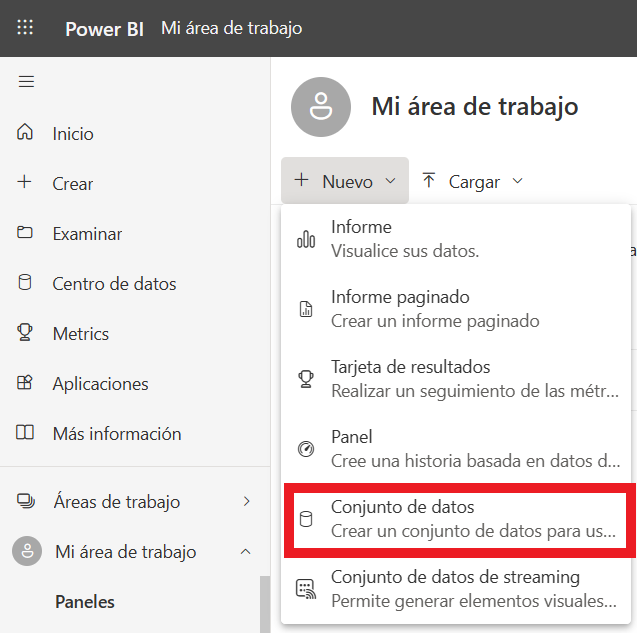 Power BI Mi área de trabajo
Mi área de trabajo
Inicio
Crear
Examinar
Centro de datos
Metrics
Aplicaciones
Más información
Áreas de trabajo
Mi área de trabajo
Paneles
Nuevo
Cargar
Informe
Visualice sus datos.
Informe paginado
Crear un informe paginado
Tarjeta de resultados
Realizar un seguimiento de las métr...
Panel
Cree una historia basada en datos d...
Conjunto de datos
Crear un conjunto de datos para us...
Conjunto de datos de streaming
Permite generar elementos visuales...